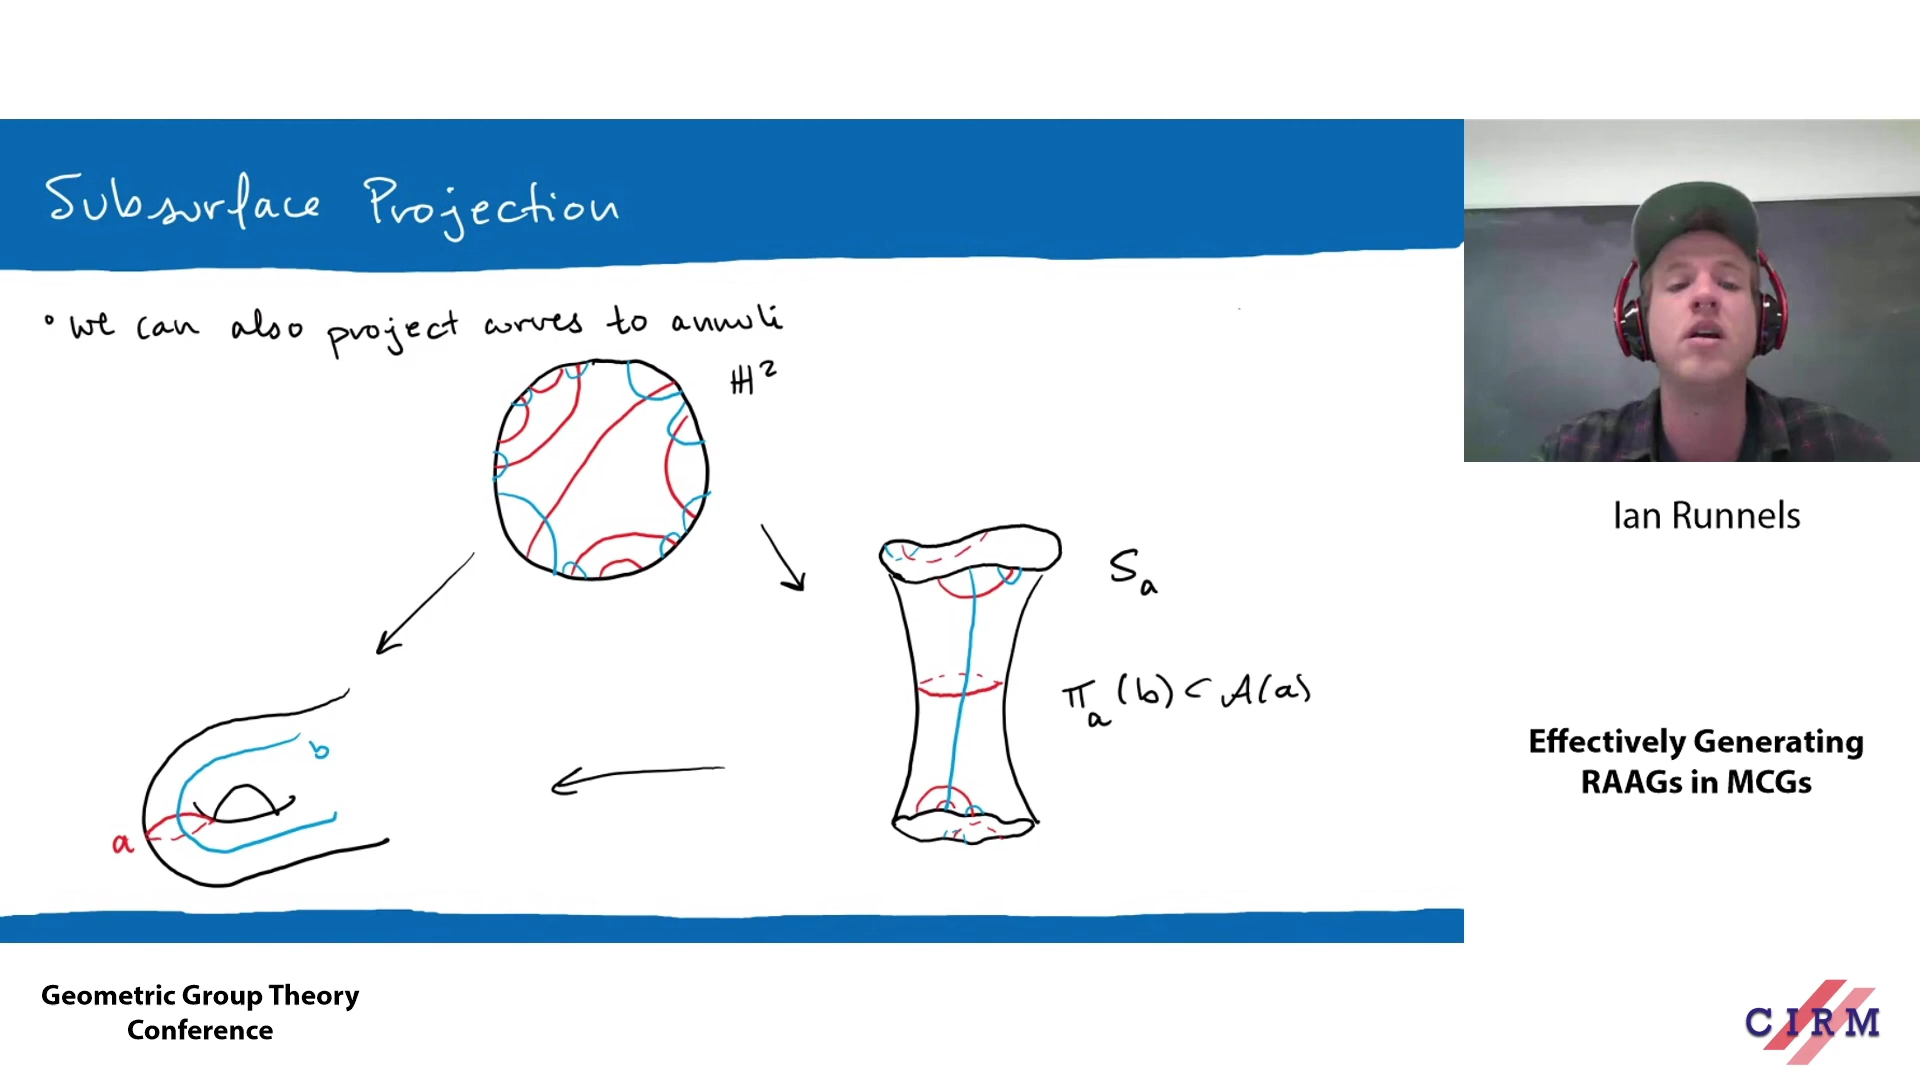 Subsurface Projection
• we can also project curves to annuli
ℍ²
Sₐ
πₐ(b) ⊂ A(a)
b
a
Ian Runnels
Effectively Generating
RAAGs in MCGs
Geometric Group Theory
Conference
CIRM